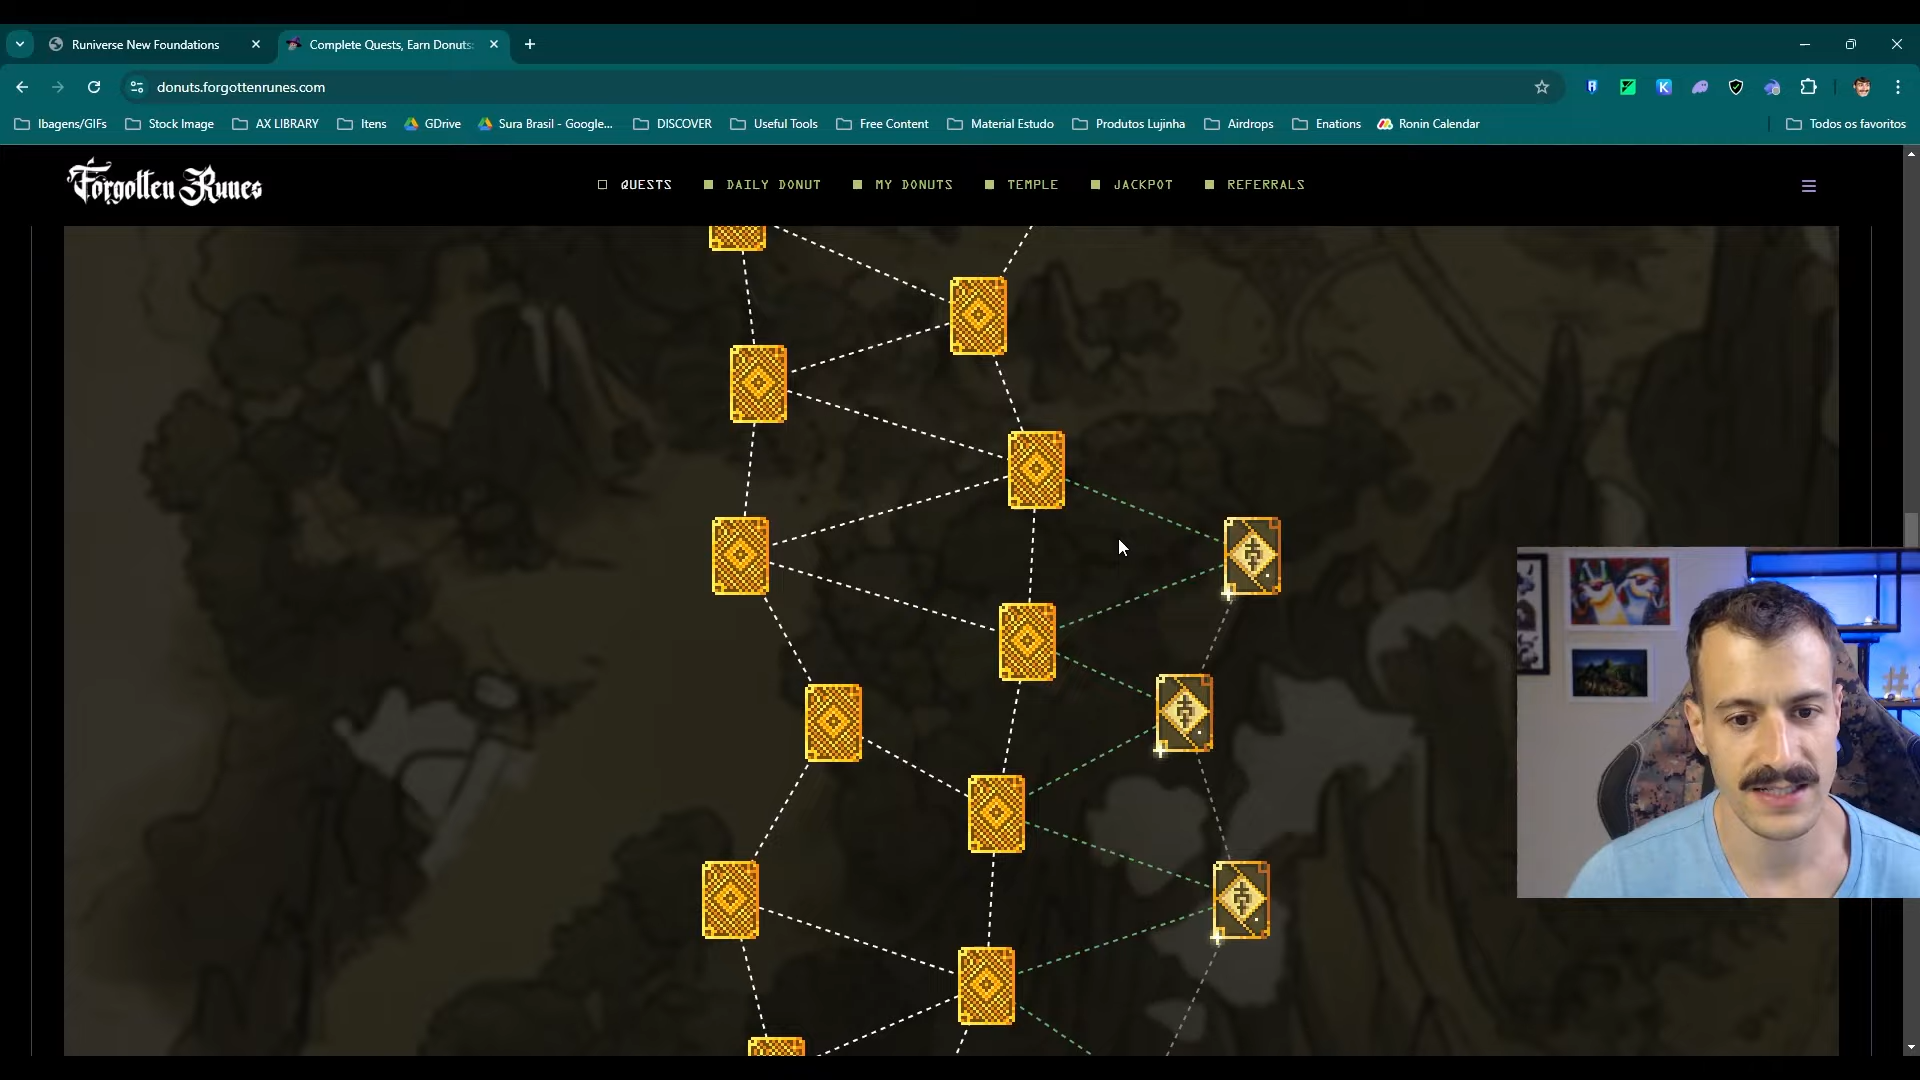 Runiverse New Foundations
Complete Quests, Earn Donuts:
donuts.forgottenrunes.com
Ibagens/GIFs
Stock Image
AX LIBRARY
Itens
GDrive
Sura Brasil - Google...
DISCOVER
Useful Tools
Free Content
Material Estudo
Produtos Lujinha
Airdrops
Enations
Ronin Calendar
Todos os favoritos
Forgotten Runes
QUESTS
DAILY DONUT
MY DONUTS
TEMPLE
JACKPOT
REFERRALS